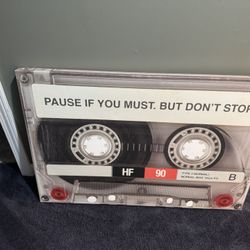 PAUSE IF YOU MUST. BUT DON'T STOP
HF 90
B